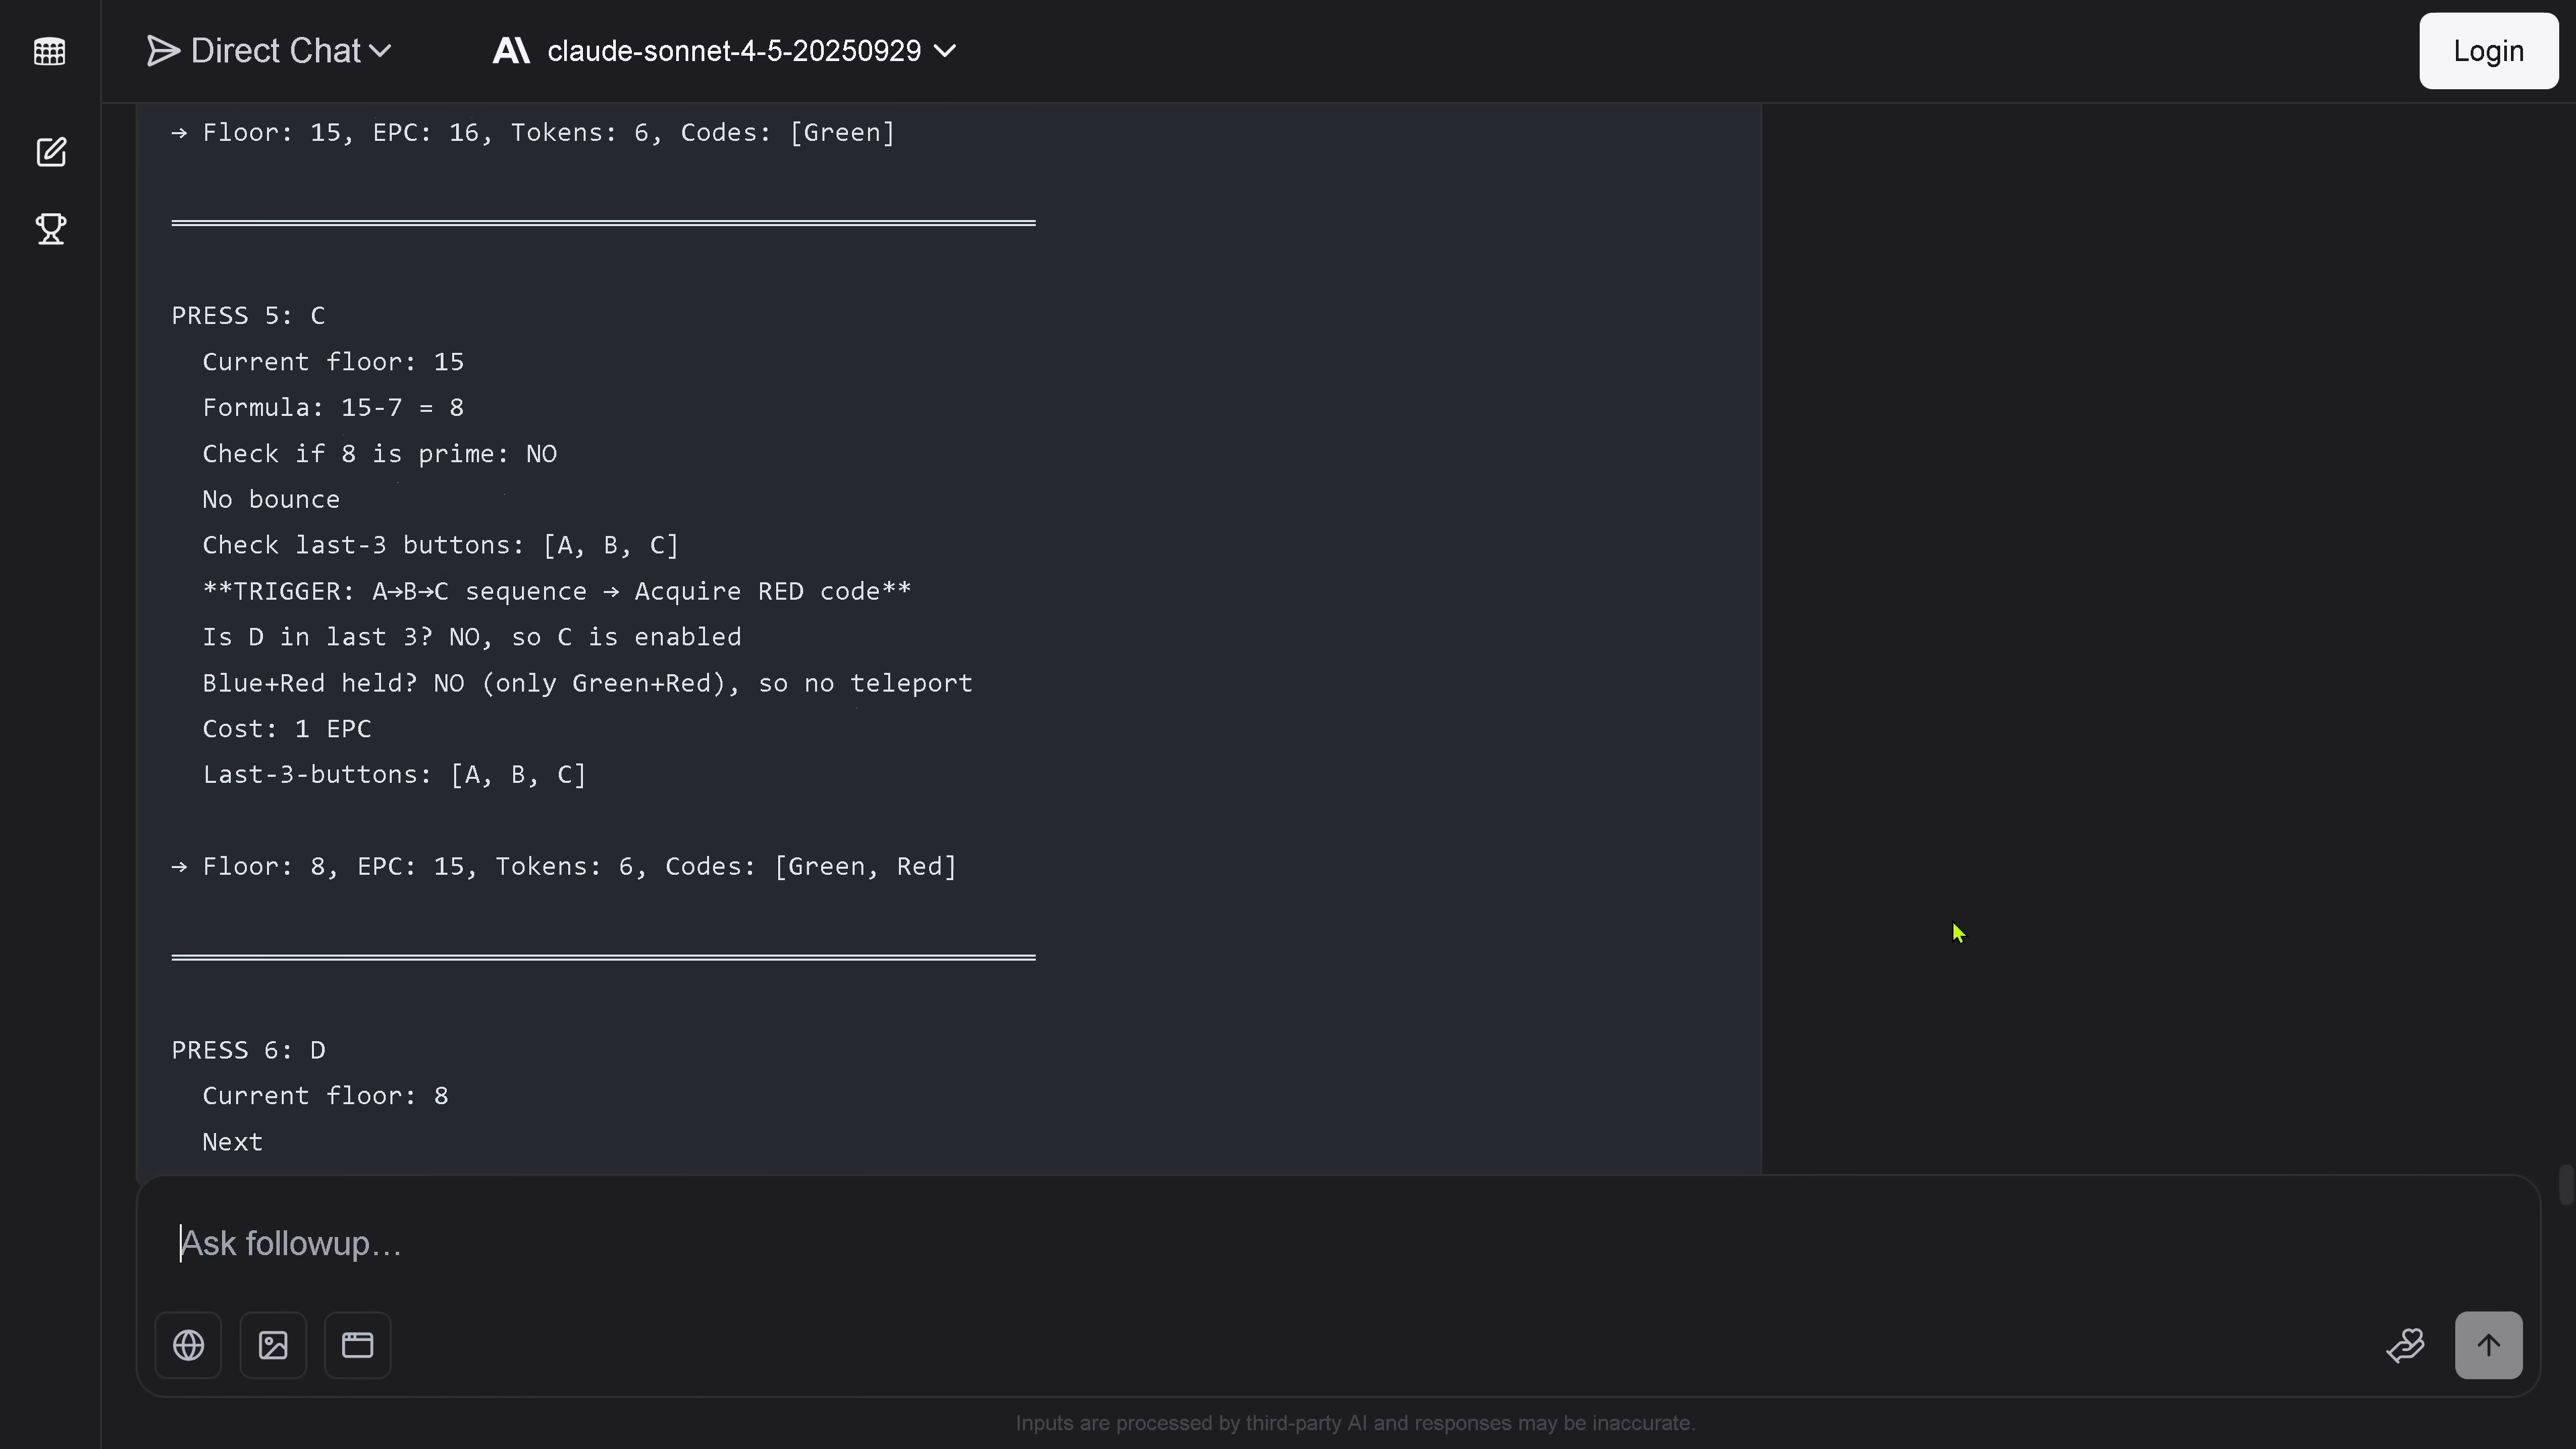 Direct Chat
claude-sonnet-4-5-20250929
Login
→ Floor: 15, EPC: 16, Tokens: 6, Codes: [Green]
════════════════════════════════════════════════════════
PRESS 5: C
Current floor: 15
Formula: 15-7 = 8
Check if 8 is prime: NO
No bounce
Check last-3 buttons: [A, B, C]
**TRIGGER: A→B→C sequence → Acquire RED code**
Is D in last 3? NO, so C is enabled
Blue+Red held? NO (only Green+Red), so no teleport
Cost: 1 EPC
Last-3-buttons: [A, B, C]
→ Floor: 8, EPC: 15, Tokens: 6, Codes: [Green, Red]
════════════════════════════════════════════════════════
PRESS 6: D
Current floor: 8
Next
Ask followup...
Inputs are processed by third-party AI and responses may be inaccurate.